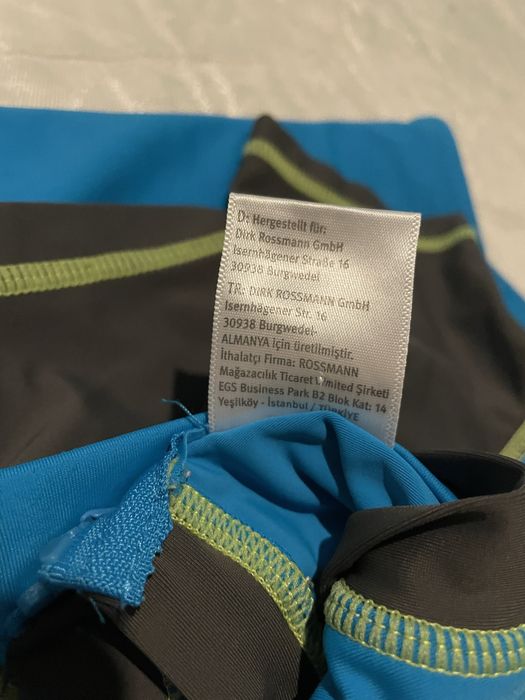 D: Hergestellt für:
Dirk Rossmann GmbH
Isernhägener Straße 16
30938 Burgwedel
TR: DIRK ROSSMANN GmbH
Isernhägener Str. 16
30938 Burgwedel-
ALMANYA için üretilmiştir.
İthalatçı Firma: ROSSMANN
Mağazacılık Ticaret Limited Şirketi
EGS Business Park B2 Blok Kat: 14
Yeşilköy - İstanbul / TÜRKİYE